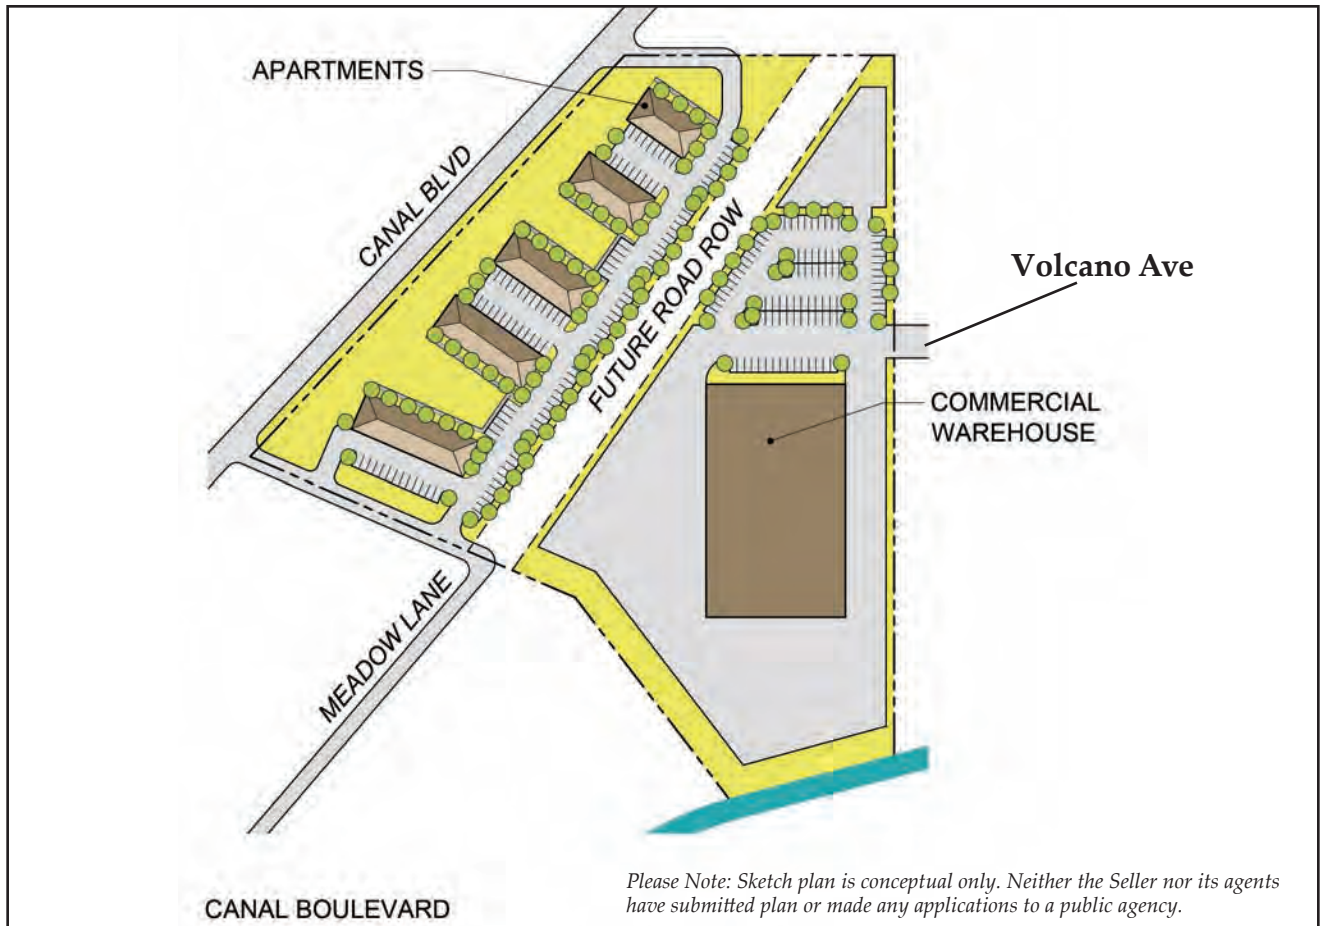 APARTMENTS
CANAL BLVD
FUTURE ROAD ROW
Volcano Ave
COMMERCIAL
WAREHOUSE
MEADOW LANE
Please Note: Sketch plan is conceptual only. Neither the Seller nor its agents
have submitted plan or made any applications to a public agency.
CANAL BOULEVARD